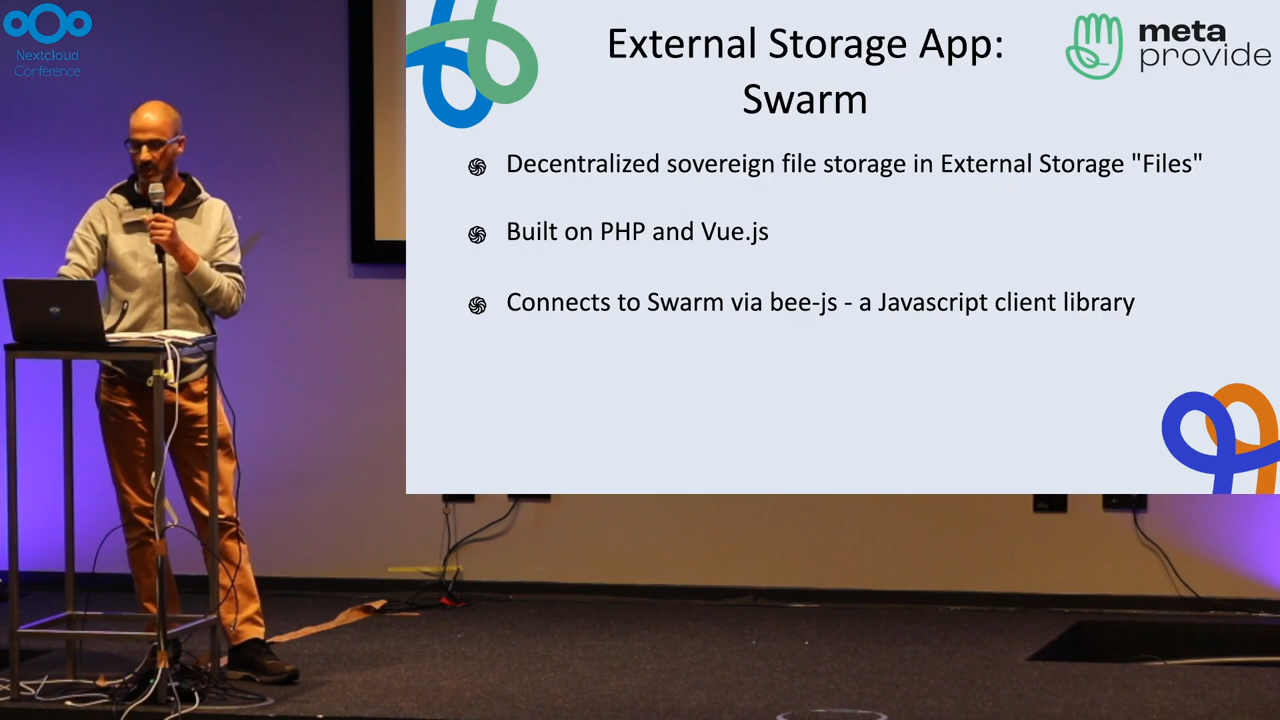 Nextcloud
Conference
External Storage App:
Swarm
meta
provide
Decentralized sovereign file storage in External Storage "Files"
Built on PHP and Vue.js
Connects to Swarm via bee-js - a Javascript client library